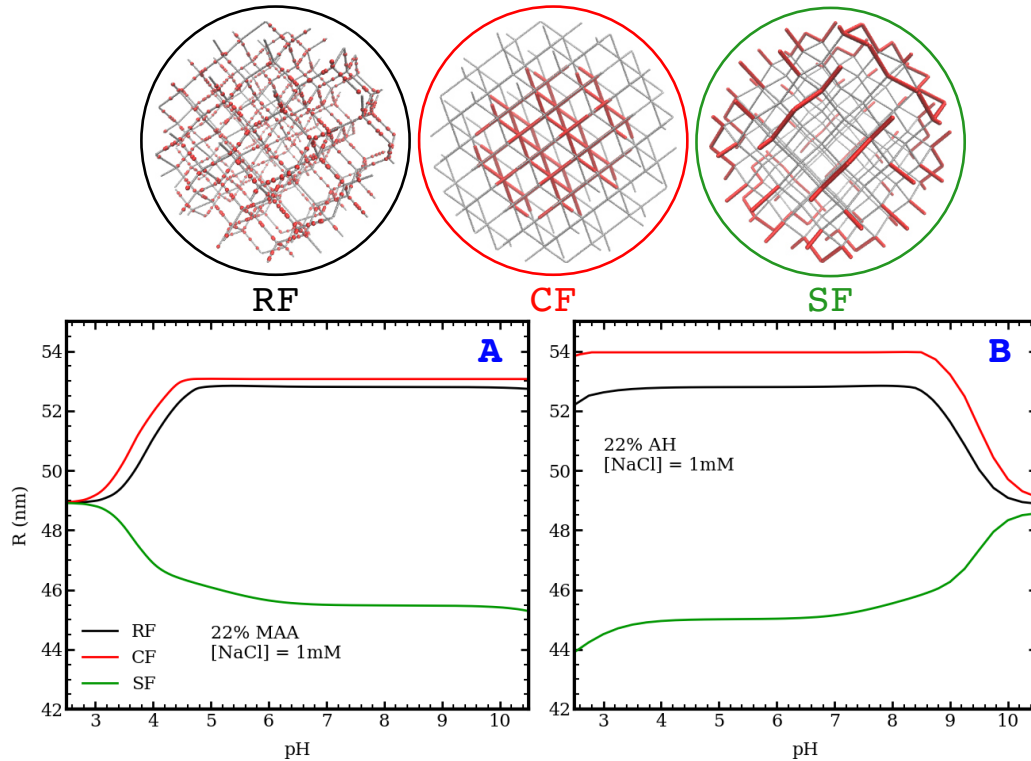 RF CF SF
A B
54 54
52 52
50 50
48 48
46 46
44 44
42 42
R (nm)
22% AH
[NaCl] = 1mM
RF
CF
SF
22% MAA
[NaCl] = 1mM
3 4 5 6 7 8 9 10 3 4 5 6 7 8 9 10
pH pH